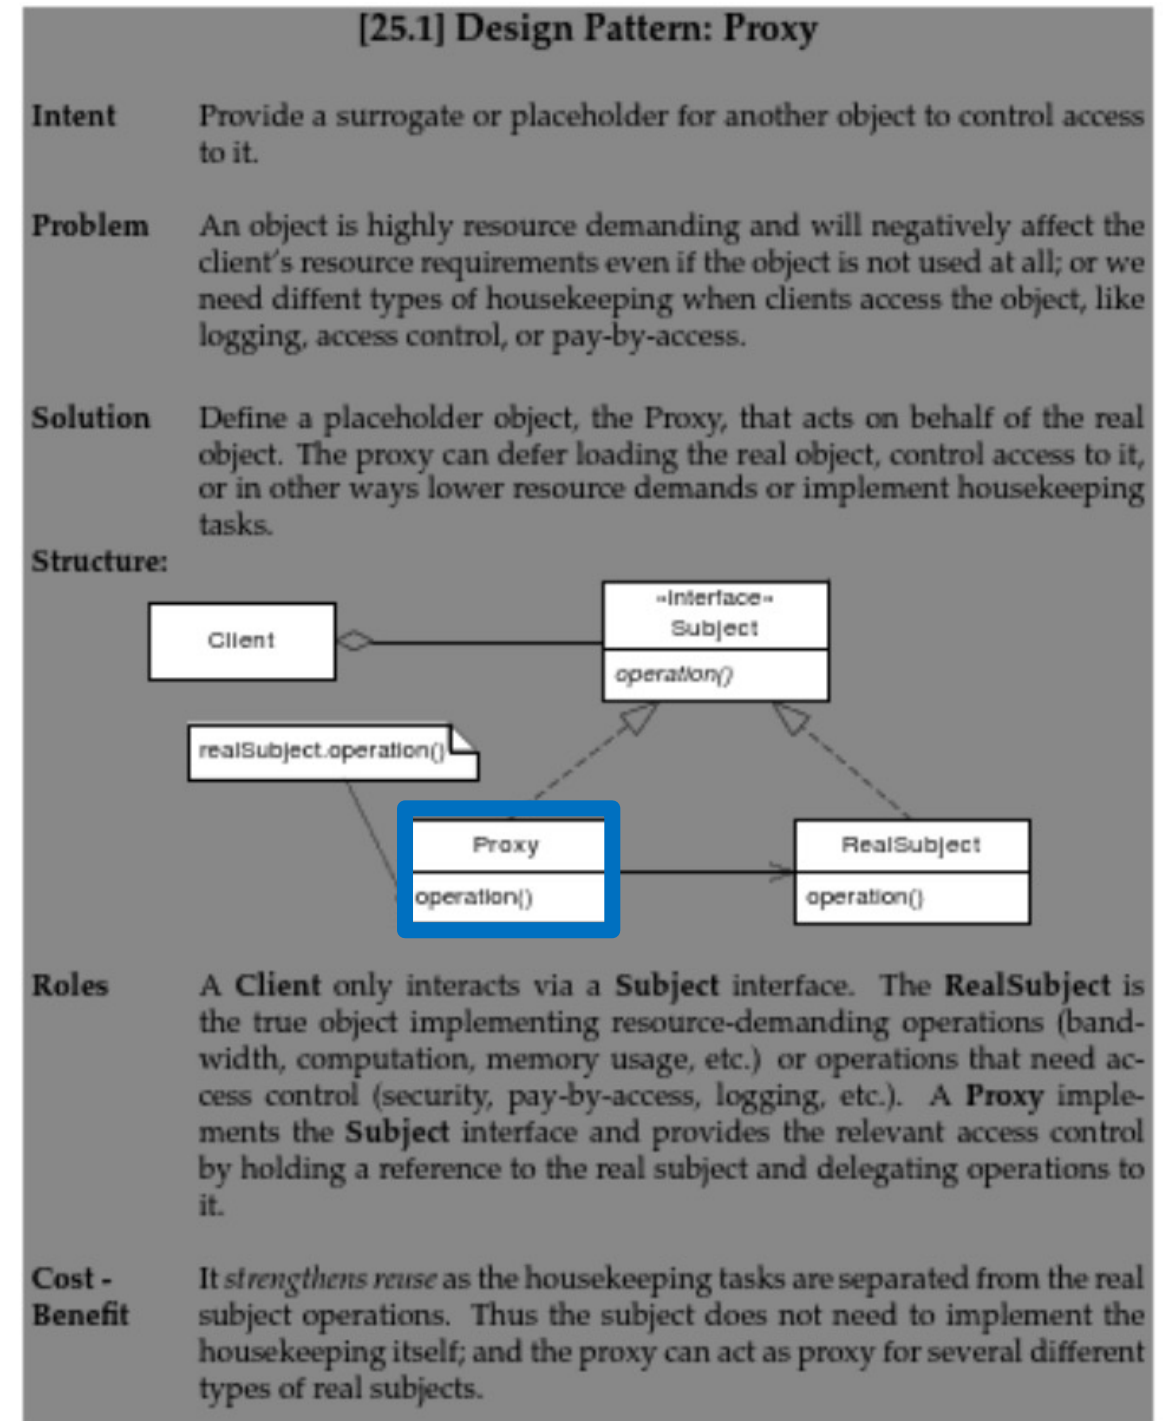 [25.1] Design Pattern: Proxy
Intent Provide a surrogate or placeholder for another object to control access
to it.
Problem An object is highly resource demanding and will negatively affect the
client's resource requirements even if the object is not used at all; or we
need diffent types of housekeeping when clients access the object, like
logging, access control, or pay-by-access.
Solution Define a placeholder object, the Proxy, that acts on behalf of the real
object. The proxy can defer loading the real object, control access to it,
or in other ways lower resource demands or implement housekeeping
tasks.
Structure:
«interface»
Client
Subject
operation()
realSubject.operation()
Proxy
RealSubject
operation()
operation()
Roles A Client only interacts via a Subject interface. The RealSubject is
the true object implementing resource-demanding operations (band-
width, computation, memory usage, etc.) or operations that need ac-
cess control (security, pay-by-access, logging, etc.). A Proxy imple-
ments the Subject interface and provides the relevant access control
by holding a reference to the real subject and delegating operations to
it.
Cost - It strengthens reuse as the housekeeping tasks are separated from the real
Benefit subject operations. Thus the subject does not need to implement the
housekeeping itself; and the proxy can act as proxy for several different
types of real subjects.